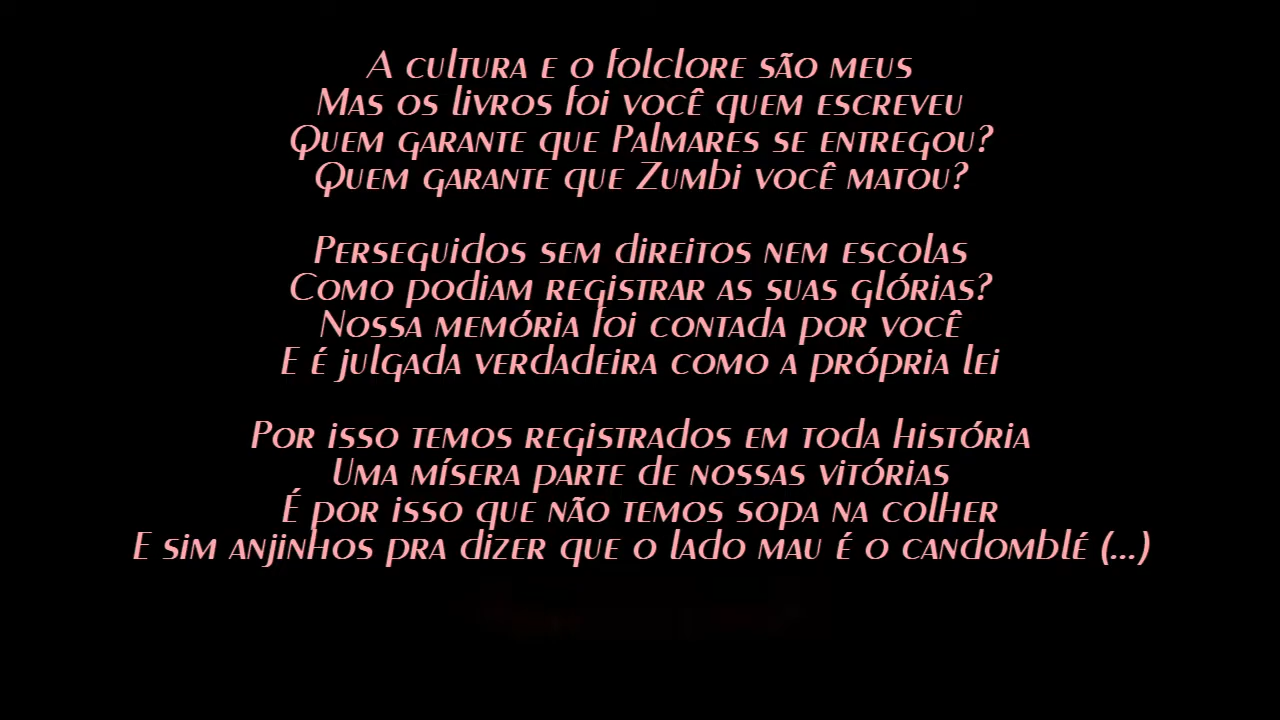 A cultura e o folclore são meus
Mas os livros foi você quem escreveu
Quem garante que Palmares se entregou?
Quem garante que Zumbi você matou?
Perseguidos sem direitos nem escolas
Como podiam registrar as suas glórias?
Nossa memória foi contada por você
E é julgada verdadeira como a própria lei
Por isso temos registrados em toda história
Uma mísera parte de nossas vitórias
É por isso que não temos sopa na colher
E sim anjinhos pra dizer que o lado mau é o candomblé (...)